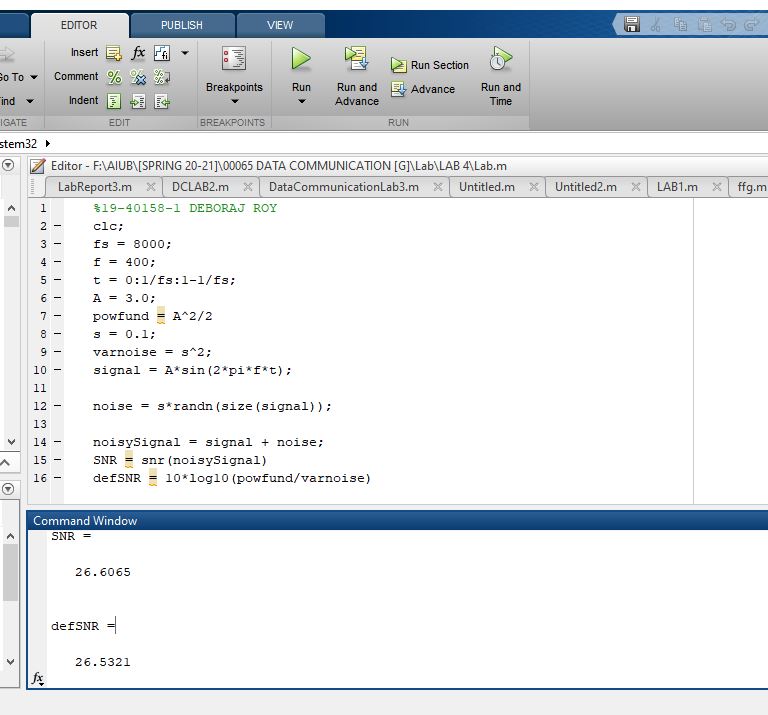 EDITOR PUBLISH VIEW
Insert fx
Comment % %
Indent
Go To
Find
Breakpoints
Run
Run and Advance
Run Section
Advance
Run and Time
EDIT BREAKPOINTS RUN
stem32
Editor - F:\AIUB\[SPRING 20-21]\00065 DATA COMMUNICATION [G]\Lab\LAB 4\Lab.m
LabReport3.m DCLAB2.m DataCommunicationLab3.m Untitled.m Untitled2.m LAB1.m ffg.m
1 %19-40158-1 DEBORAJ ROY
2 – clc;
3 – fs = 8000;
4 – f = 400;
5 – t = 0:1/fs:1-1/fs;
6 – A = 3.0;
7 – powfund = A^2/2
8 – s = 0.1;
9 – varnoise = s^2;
10 – signal = A*sin(2*pi*f*t);
11
12 – noise = s*randn(size(signal));
13
14 – noisySignal = signal + noise;
15 – SNR = snr(noisySignal)
16 – defSNR = 10*log10(powfund/varnoise)
Command Window
SNR =
26.6065
defSNR =
26.5321
fx